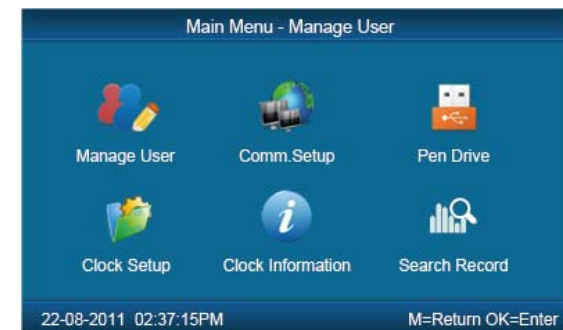 Main Menu - Manage User
Manage User Comm.Setup Pen Drive
Clock Setup Clock Information Search Record
22-08-2011 02:37:15PM M=Return OK=Enter